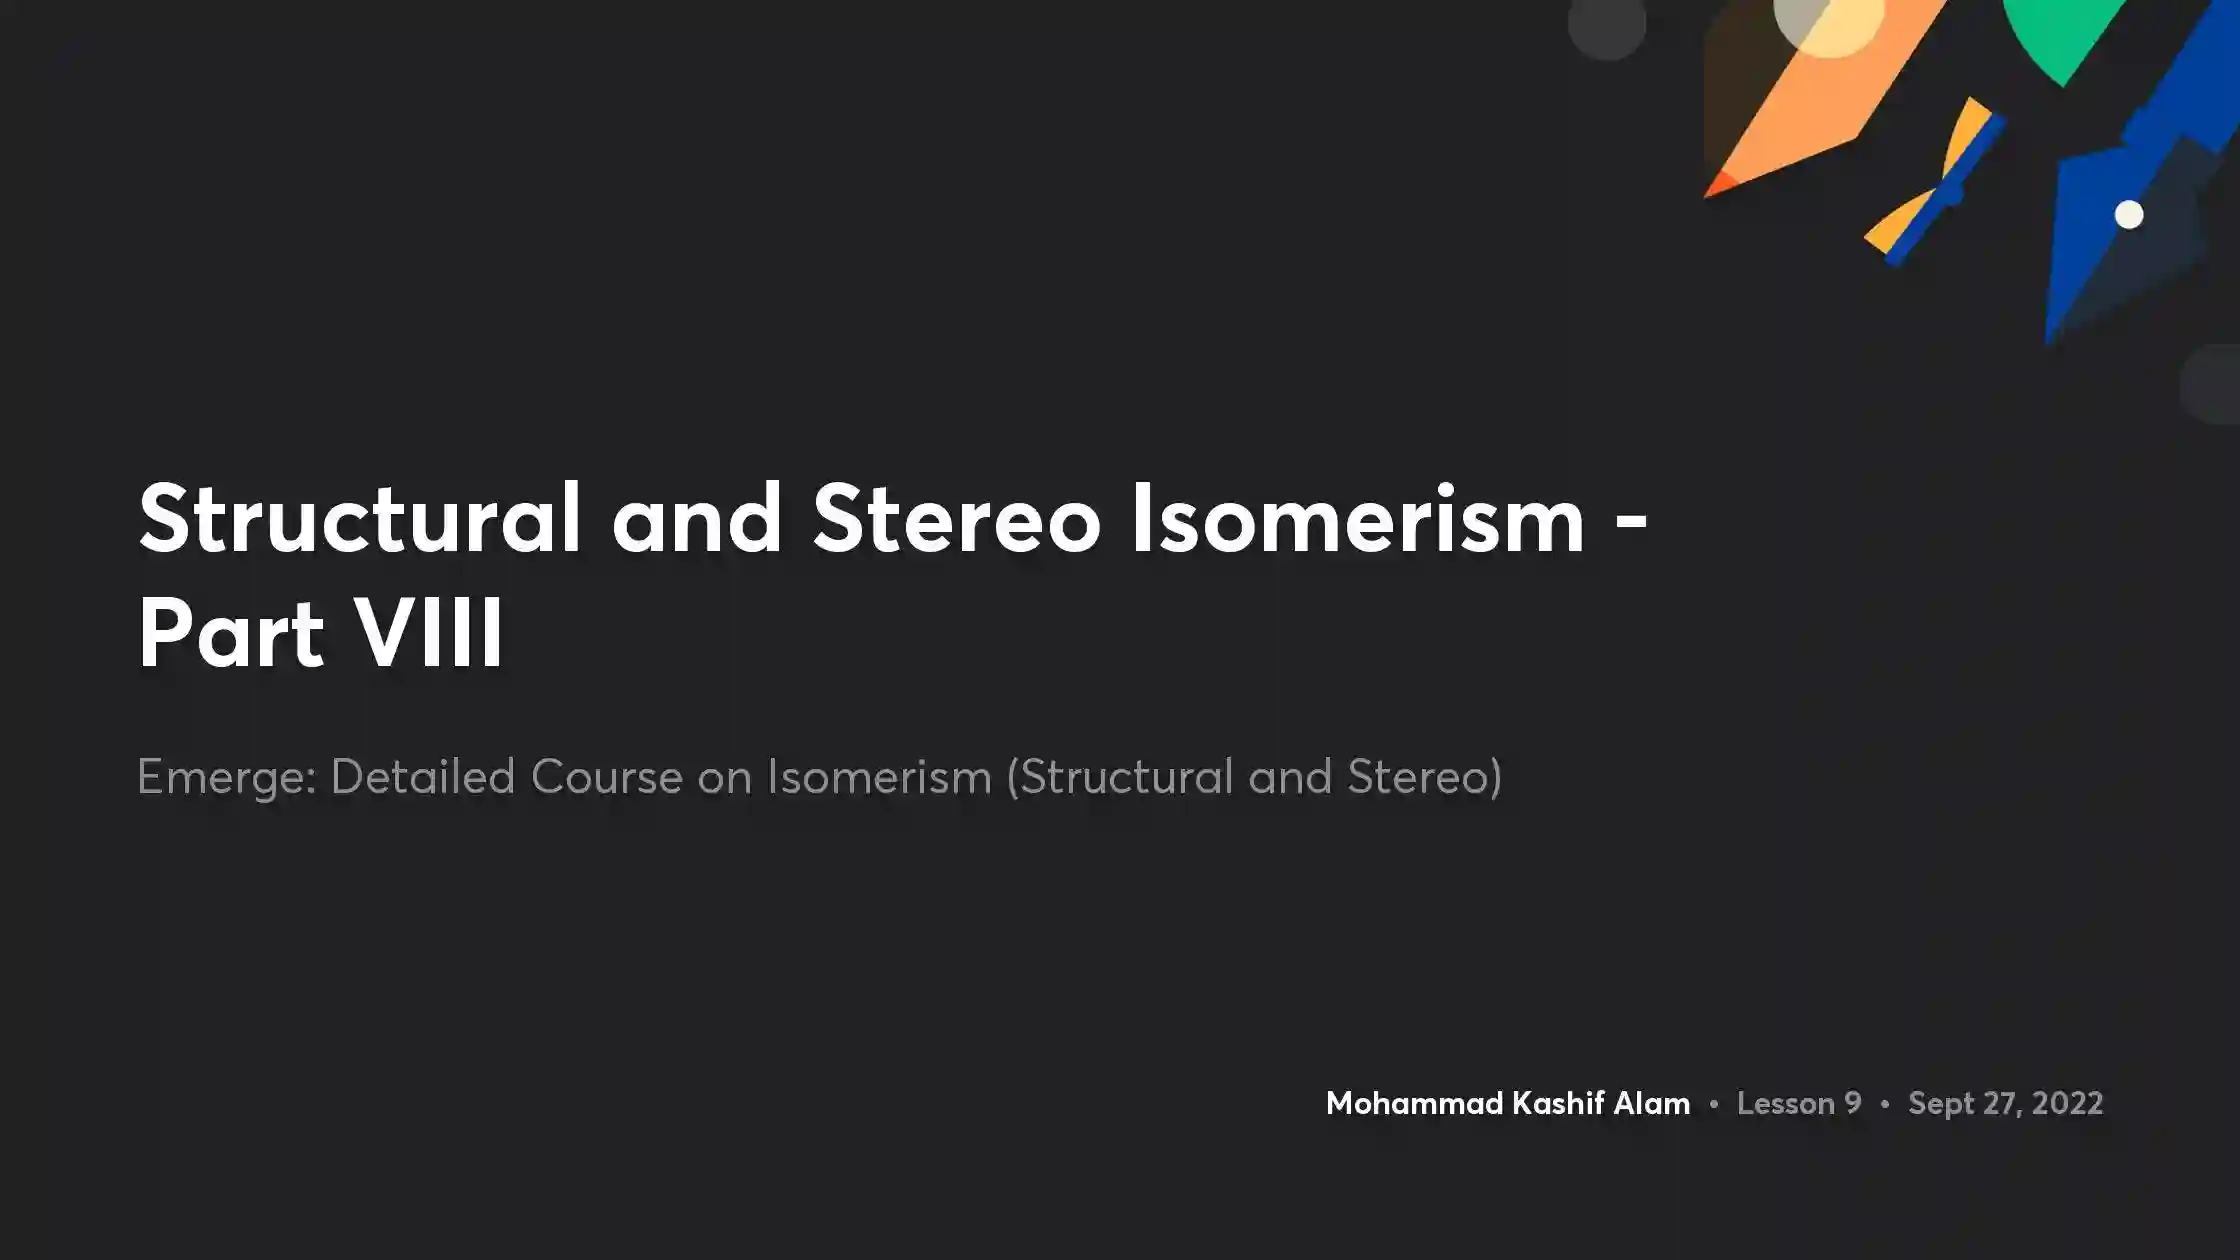 Structural and Stereo Isomerism -
Part VIII
Emerge: Detailed Course on Isomerism (Structural and Stereo)
Mohammad Kashif Alam • Lesson 9 • Sept 27, 2022